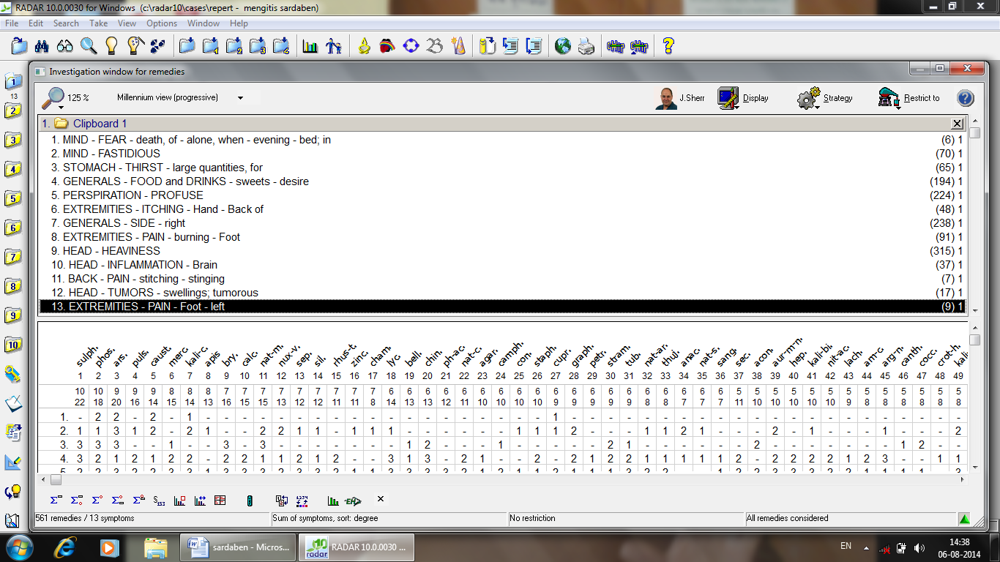 RADAR 10.0.0030 for Windows (c:\radar10\cases\repert - mengitis sardaben)
File Edit Search Take View Options Window Help
Investigation window for remedies
125 % Millennium view (progressive) J.Sherr Display Strategy Restrict to
1. Clipboard 1
1. MIND - FEAR - death, of - alone, when - evening - bed; in (6) 1
2. MIND - FASTIDIOUS (70) 1
3. STOMACH - THIRST - large quantities, for (65) 1
4. GENERALS - FOOD and DRINKS - sweets - desire (194) 1
5. PERSPIRATION - PROFUSE (224) 1
6. EXTREMITIES - ITCHING - Hand - Back of (48) 1
7. GENERALS - SIDE - right (238) 1
8. EXTREMITIES - PAIN - burning - Foot (91) 1
9. HEAD - HEAVINESS (315) 1
10. HEAD - INFLAMMATION - Brain (37) 1
11. BACK - PAIN - stitching - stinging (7) 1
12. HEAD - TUMORS - swellings; tumorous (17) 1
13. EXTREMITIES - PAIN - Foot - left (9) 1
sulph. phos. ars. puls. caust. merc. kali-c. apis bry. calc. nat-m. nux-v. sep. sil. rhus-t. zinc. cham. lyc. bell. chin. ph-ac. nat-c. agar. camph. con. staph. cupr. graph. petr. stram. tub. nat-ar. thuj. anac. nat-s. sang. sec. acon. aur-m-n. hep. kali-bi. nit-ac. lach. am-c. arg-n. canth. cocc. crot-h. kali
1 2 3 4 5 6 7 8 9 10 11 12 13 14 15 16 17 18 19 20 21 22 23 24 25 26 27 28 29 30 31 32 33 34 35 36 37 38 39 40 41 42 43 44 45 46 47 48 49
10 10 9 9 9 8 8 8 7 7 7 7 7 7 7 7 7 6 6 6 6 6 6 6 6 6 6 6 6 6 6 6 6 6 6 6 5 5 5 5 5 5 5 5 5 5 5 5 5
22 18 20 16 14 15 14 13 16 15 15 14 12 12 11 11 8 14 13 12 12 11 10 10 10 10 9 9 9 9 9 8 8 7 7 7 11 10 10 10 10 10 9 8 8 8 8 8 8
1. - 2 2 - 2 - 1 - - - - - - - - - - - - - - - - - - - 1 - - - - - - - - - - - - - - - - - - - - - -
2. 1 1 3 1 2 - 2 1 - - 2 2 1 1 - 1 1 1 - - - - - - 1 1 1 2 - - - 1 1 2 1 - - - 2 - 1 - - - 1 - - - 2
3. 3 3 3 - - 1 - - 3 - 3 - - - - - - - 1 2 - - - 1 - - - - - 2 1 - - - - - - 2 - - - - - - - 1 2 - -
4. 3 2 1 2 1 2 2 - 2 2 1 1 2 1 2 - - 3 1 3 - 2 1 - - 2 - 2 1 2 2 1 1 1 1 1 2 - 2 2 2 2 1 2 3 - - 1 1
561 remedies / 13 symptoms Sum of symptoms, sort: degree No restriction All remedies considered
sardaben - Micros... RADAR 10.0.0030 ... EN 14:38
06-08-2014